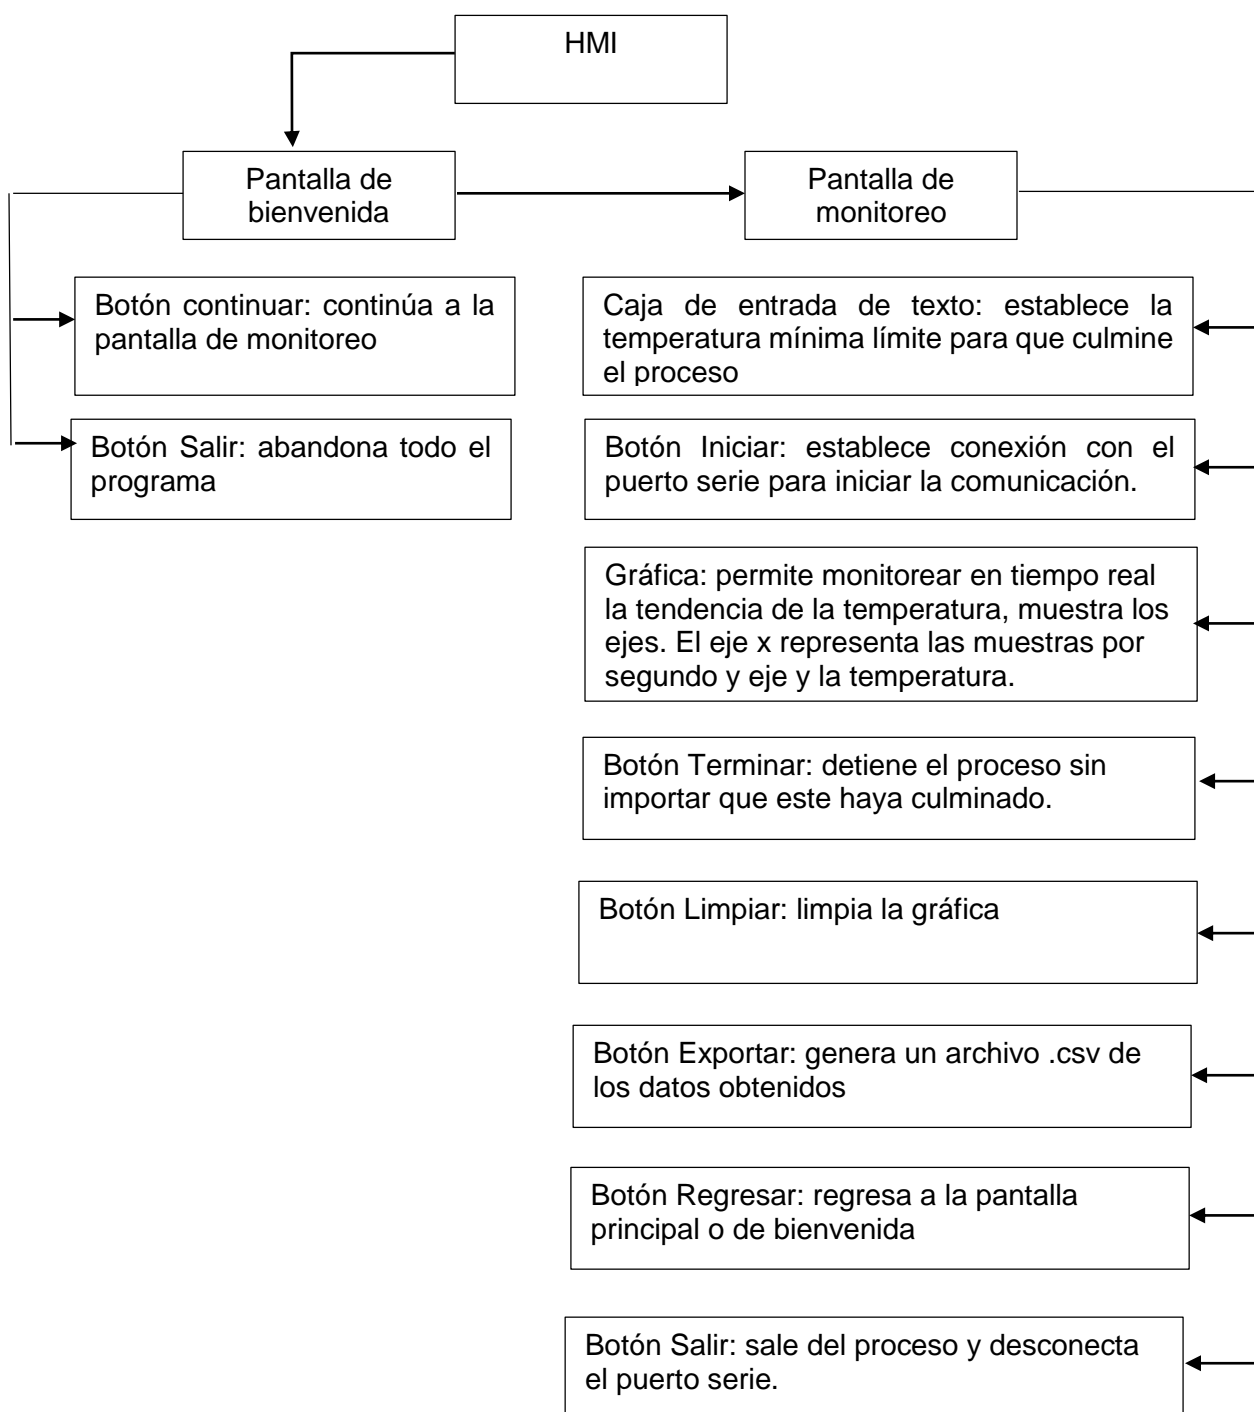 HMI
Pantalla de
bienvenida
Pantalla de
monitoreo
Botón continuar: continúa a la
pantalla de monitoreo
Botón Salir: abandona todo el
programa
Caja de entrada de texto: establece la
temperatura mínima límite para que culmine
el proceso
Botón Iniciar: establece conexión con el
puerto serie para iniciar la comunicación.
Gráfica: permite monitorear en tiempo real
la tendencia de la temperatura, muestra los
ejes. El eje x representa las muestras por
segundo y eje y la temperatura.
Botón Terminar: detiene el proceso sin
importar que este haya culminado.
Botón Limpiar: limpia la gráfica
Botón Exportar: genera un archivo .csv de
los datos obtenidos
Botón Regresar: regresa a la pantalla
principal o de bienvenida
Botón Salir: sale del proceso y desconecta
el puerto serie.